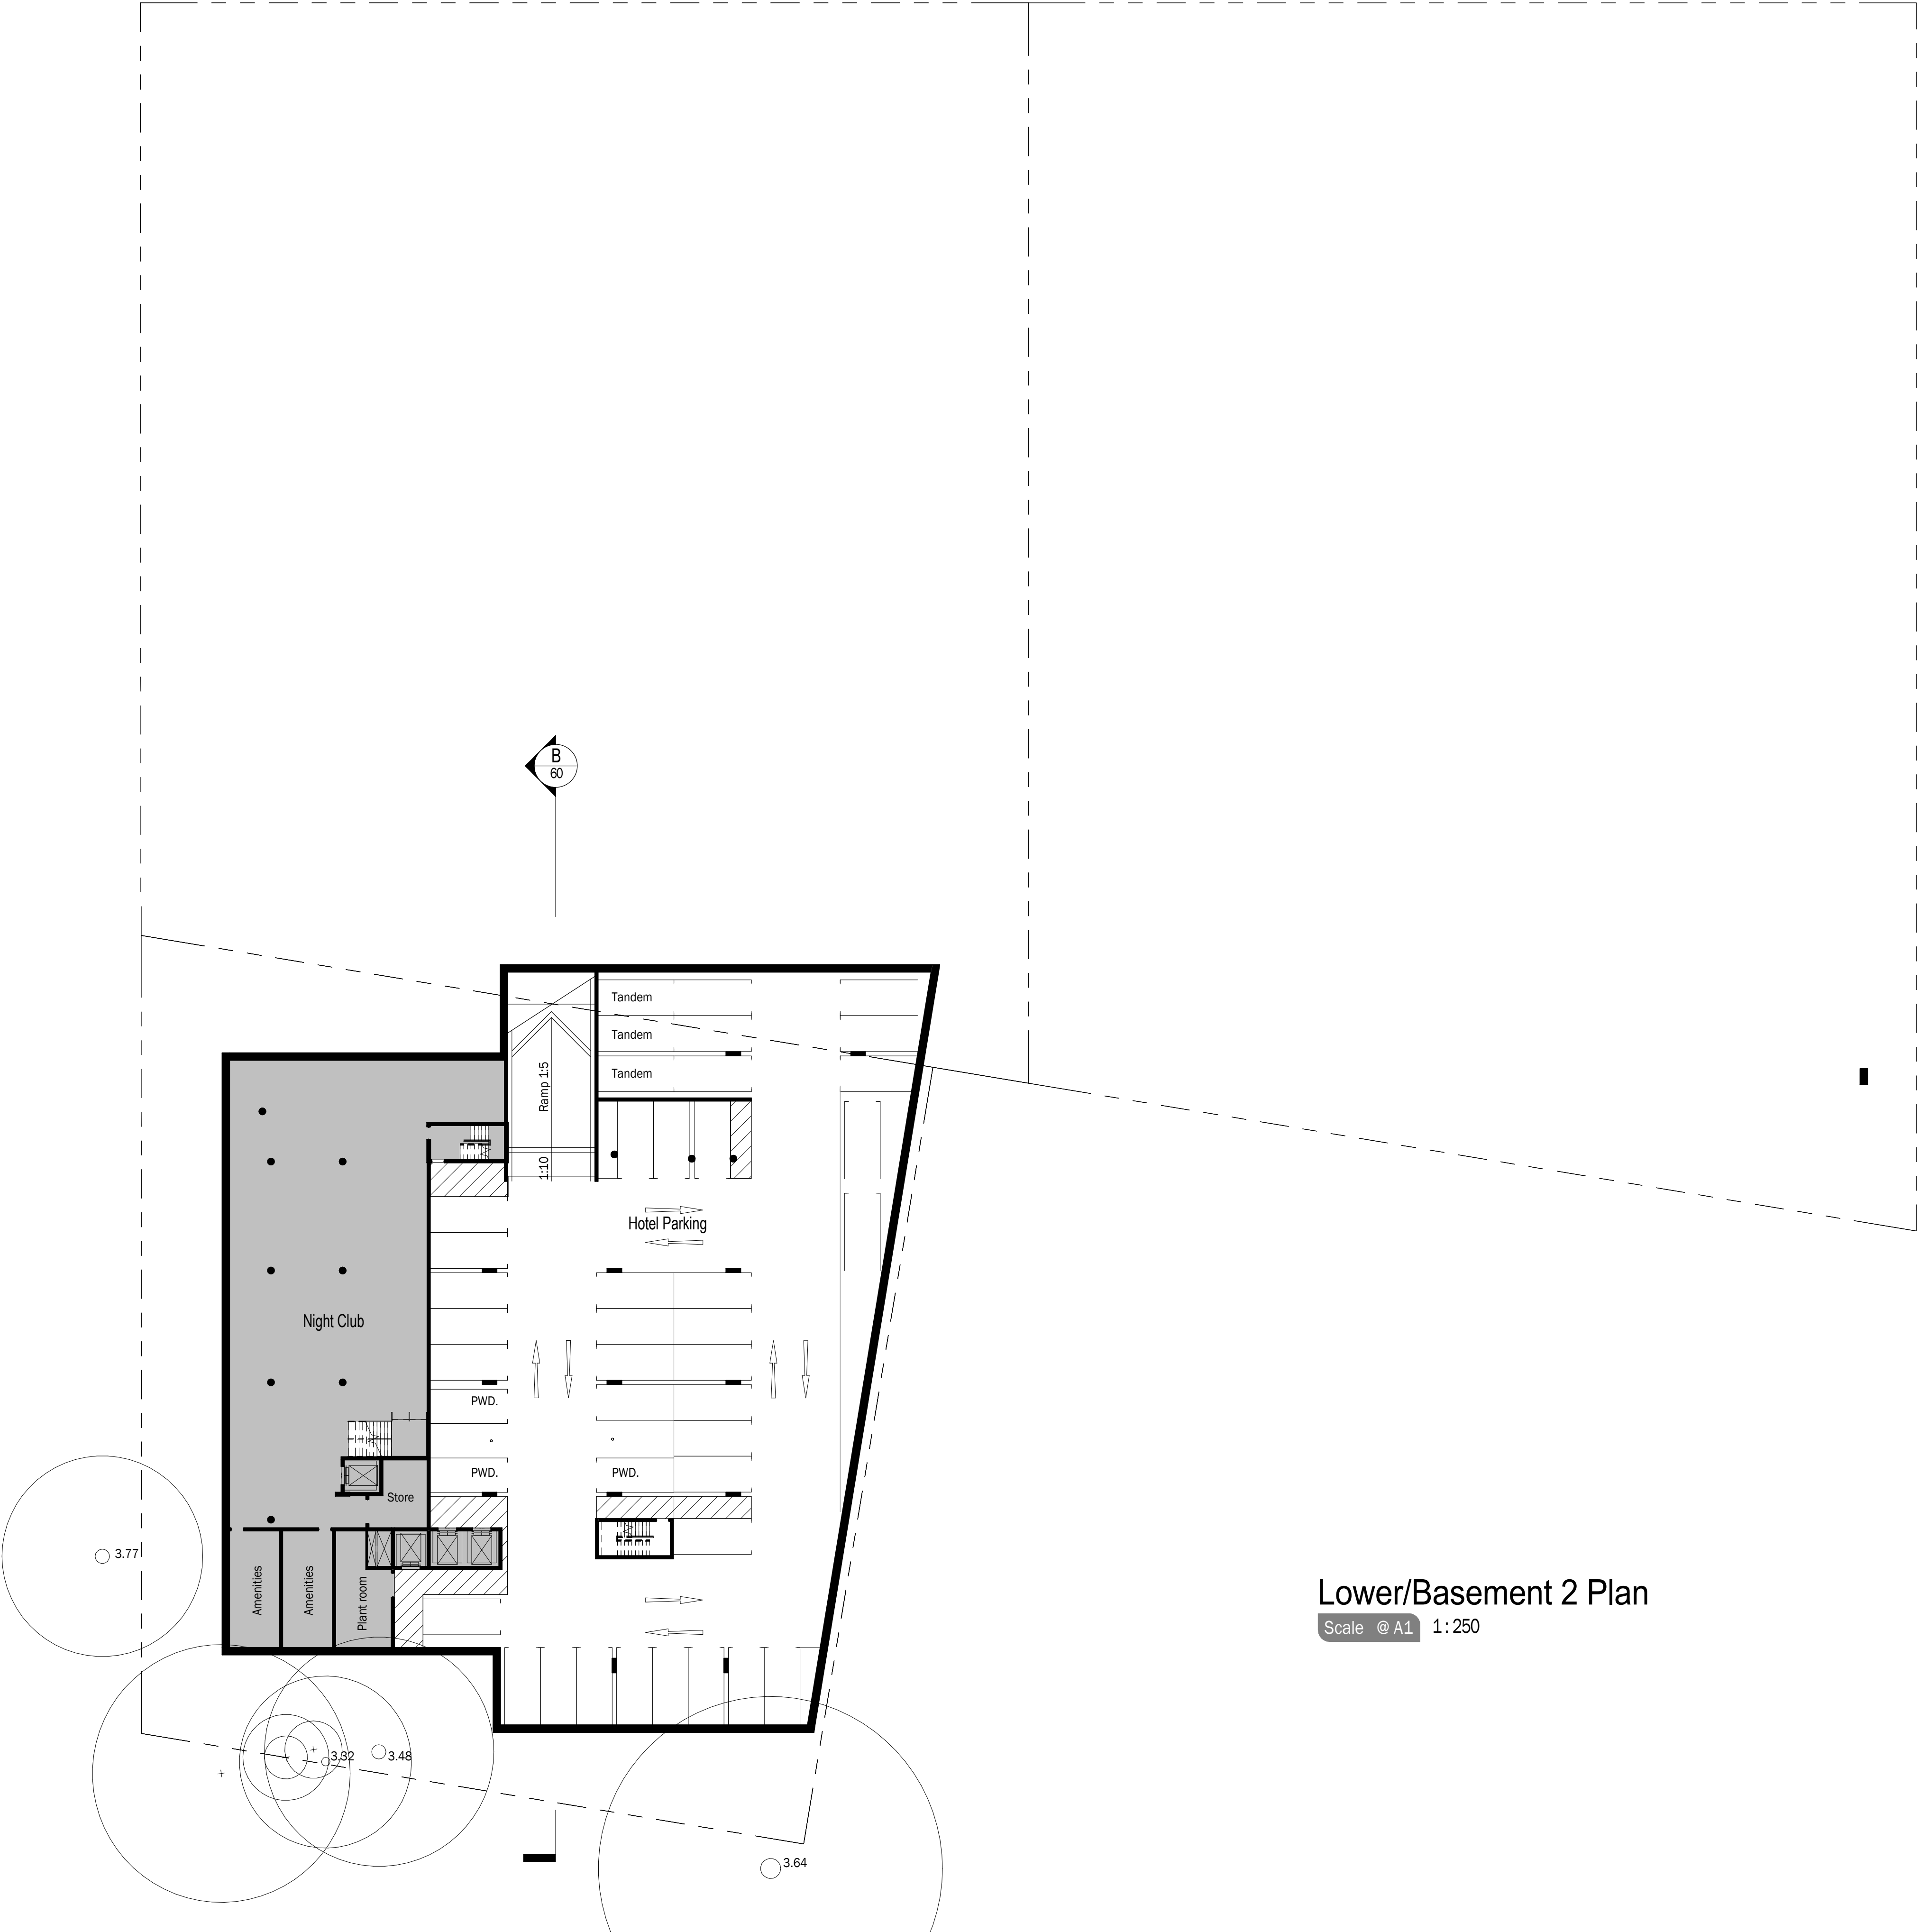 B
60
Tandem
Tandem
Tandem
Ramp 1:5
1:10
Hotel Parking
Night Club
PWD.
PWD.
PWD.
Store
Amenities
Amenities
Plant room
3.77
3.32
3.48
3.64
Lower/Basement 2 Plan
Scale @ A1 1 : 250